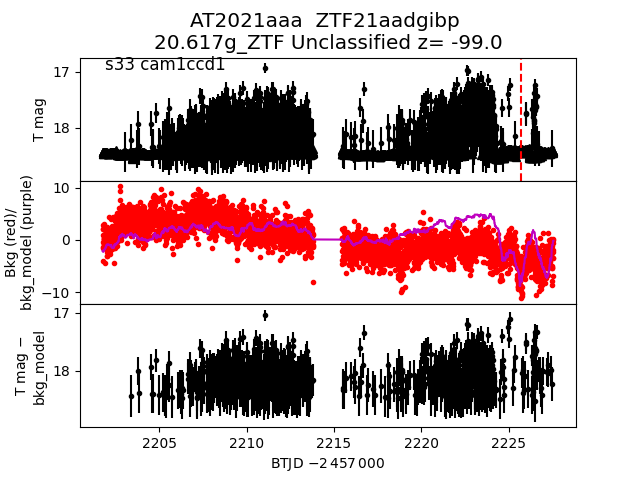 AT2021aaa  ZTF21aadgibp
20.617g_ZTF Unclassified z= -99.0
s33 cam1ccd1
T mag
17
18
Bkg (red)/
bkg_model (purple)
10
0
−10
T mag −
bkg_model
17
18
2205 2210 2215 2220 2225
BTJD −2 457 000